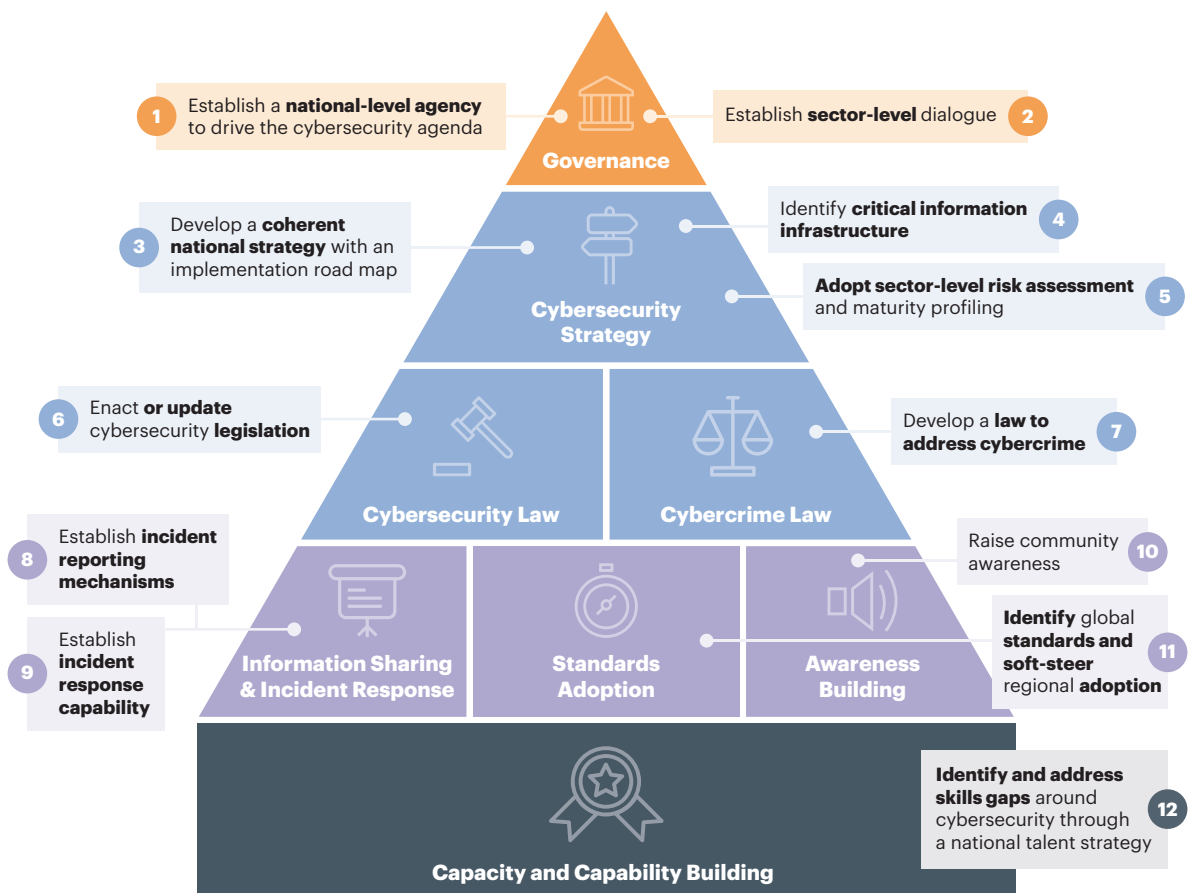 1
Establish a national-level agency
to drive the cybersecurity agenda
Establish sector-level dialogue
2
Governance
3
Develop a coherent
national strategy with an
implementation road map
Identify critical information
infrastructure
4
Adopt sector-level risk assessment
and maturity profiling
5
Cybersecurity
Strategy
6
Enact or update
cybersecurity legislation
Develop a law to
address cybercrime
7
Cybersecurity Law
Cybercrime Law
8
Establish incident
reporting
mechanisms
Raise community
awareness
10
9
Establish
incident
response
capability
Identify global
standards and
soft-steer
regional adoption
11
Information Sharing
& Incident Response
Standards
Adoption
Awareness
Building
Identify and address
skills gaps around
cybersecurity through
a national talent strategy
12
Capacity and Capability Building